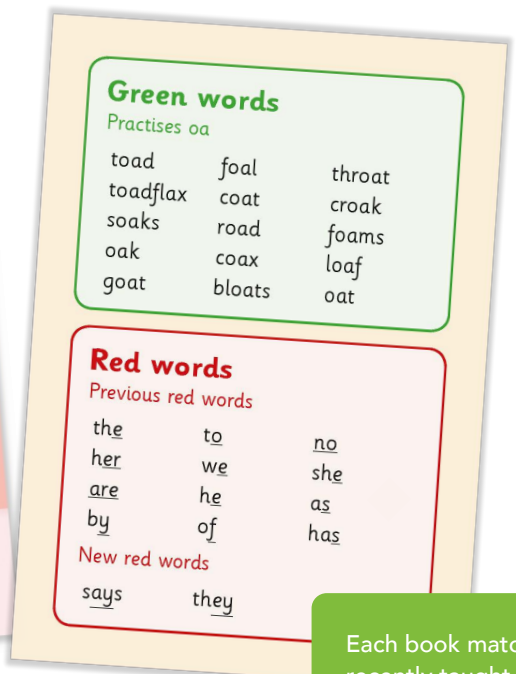 Green words
Practises oa
toad foal throat
toadflax coat croak
soaks road foams
oak coax loaf
goat bloats oat
Red words
Previous red words
the to no
her we she
are he as
by of has
New red words
says they
Each book
recently taught